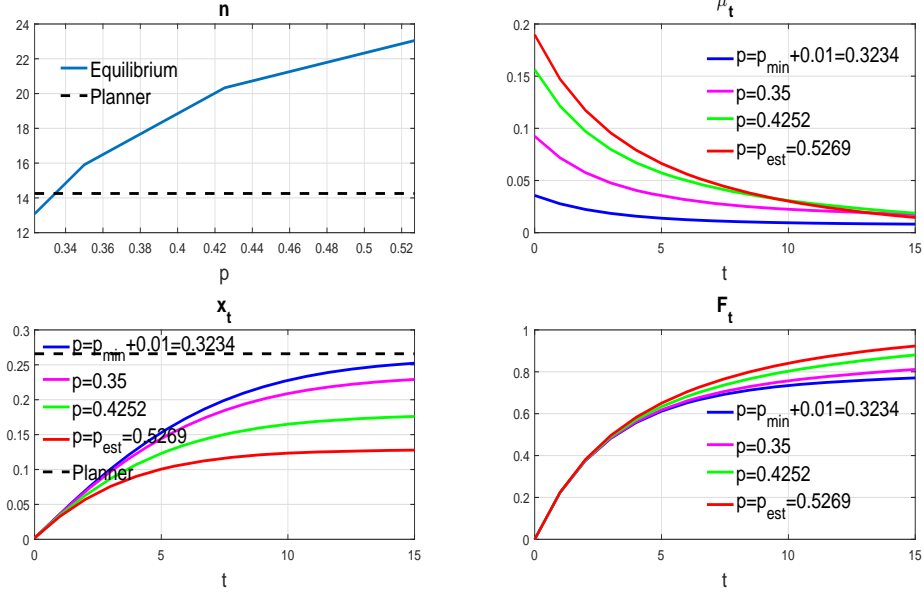 n
24
22
20
18
16
14
12
Equilibrium
Planner
0.34 0.36 0.38 0.4 0.42 0.44 0.46 0.48 0.5 0.52
p
μ_t
0.2
0.15
0.1
0.05
0
p=p_min+0.01=0.3234
p=0.35
p=0.4252
p=p_est=0.5269
0 5 10 15
t
x_t
0.3
0.25
0.2
0.15
0.1
0.05
0
p=p_min+0.01=0.3234
p=0.35
p=0.4252
p=p_est=0.5269
Planner
0 5 10 15
t
F_t
1
0.8
0.6
0.4
0.2
0
p=p_min+0.01=0.3234
p=0.35
p=0.4252
p=p_est=0.5269
0 5 10 15
t